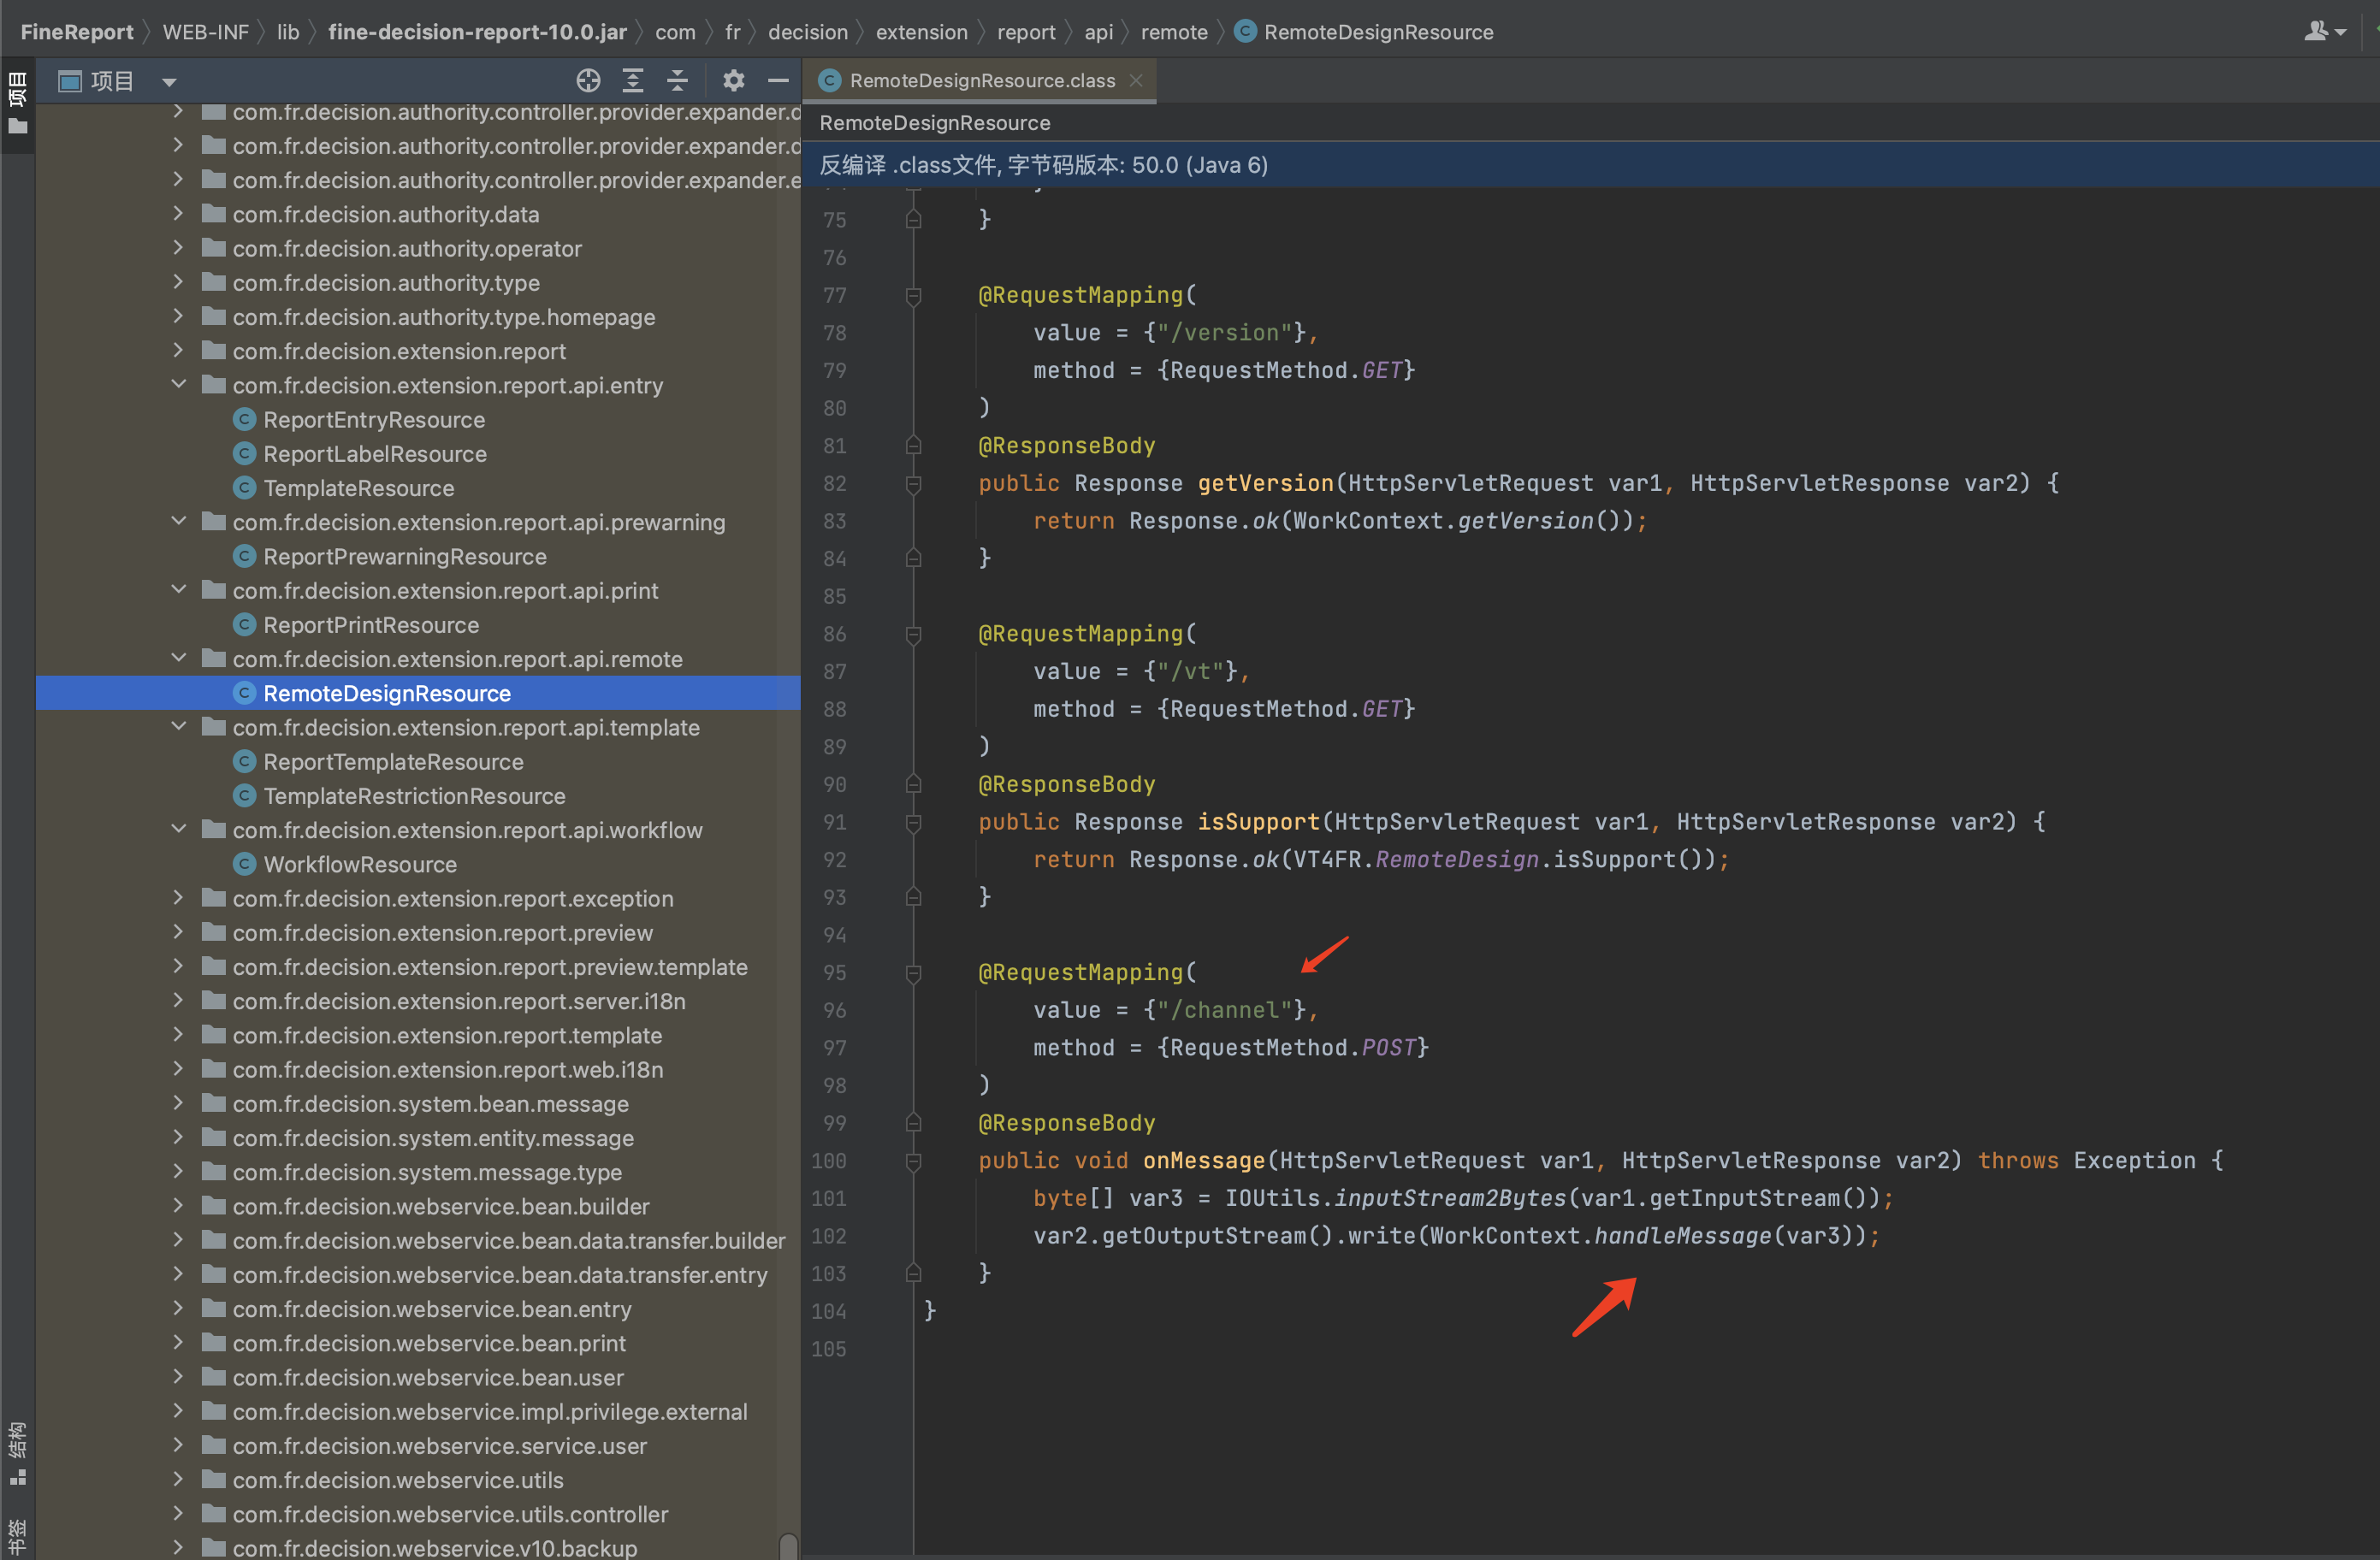 FineReport WEB-INF lib fine-decision-report-10.0.jar com fr decision extension report api remote RemoteDesignResource
项目
项目
RemoteDesignResource.class
com.fr.decision.authority.controller.provider.expander.d
com.fr.decision.authority.controller.provider.expander.d
com.fr.decision.authority.controller.provider.expander.e
com.fr.decision.authority.data
com.fr.decision.authority.operator
com.fr.decision.authority.type
com.fr.decision.authority.type.homepage
com.fr.decision.extension.report
com.fr.decision.extension.report.api.entry
ReportEntryResource
ReportLabelResource
TemplateResource
com.fr.decision.extension.report.api.prewarning
ReportPrewarningResource
com.fr.decision.extension.report.api.print
ReportPrintResource
com.fr.decision.extension.report.api.remote
RemoteDesignResource
com.fr.decision.extension.report.api.template
ReportTemplateResource
TemplateRestrictionResource
com.fr.decision.extension.report.api.workflow
WorkflowResource
com.fr.decision.extension.report.exception
com.fr.decision.extension.report.preview
com.fr.decision.extension.report.preview.template
com.fr.decision.extension.report.server.i18n
com.fr.decision.extension.report.template
com.fr.decision.extension.report.web.i18n
com.fr.decision.system.bean.message
com.fr.decision.system.entity.message
com.fr.decision.system.message.type
com.fr.decision.webservice.bean.builder
com.fr.decision.webservice.bean.data.transfer.builder
com.fr.decision.webservice.bean.data.transfer.entry
com.fr.decision.webservice.bean.entry
com.fr.decision.webservice.bean.print
com.fr.decision.webservice.bean.user
com.fr.decision.webservice.impl.privilege.external
com.fr.decision.webservice.service.user
com.fr.decision.webservice.utils
com.fr.decision.webservice.utils.controller
com.fr.decision.webservice.v10.backup
结构
书签
RemoteDesignResource
反编译 .class文件, 字节码版本: 50.0 (Java 6)
75 }
76
77 @RequestMapping(
78 value = {"/version"},
79 method = {RequestMethod.GET}
80 )
81 @ResponseBody
82 public Response getVersion(HttpServletRequest var1, HttpServletResponse var2) {
83 return Response.ok(WorkContext.getVersion());
84 }
85
86 @RequestMapping(
87 value = {"/vt"},
88 method = {RequestMethod.GET}
89 )
90 @ResponseBody
91 public Response isSupport(HttpServletRequest var1, HttpServletResponse var2) {
92 return Response.ok(VT4FR.RemoteDesign.isSupport());
93 }
94
95 @RequestMapping(
96 value = {"/channel"},
97 method = {RequestMethod.POST}
98 )
99 @ResponseBody
100 public void onMessage(HttpServletRequest var1, HttpServletResponse var2) throws Exception {
101 byte[] var3 = IOUtils.inputStream2Bytes(var1.getInputStream());
102 var2.getOutputStream().write(WorkContext.handleMessage(var3));
103 }
104 }
105